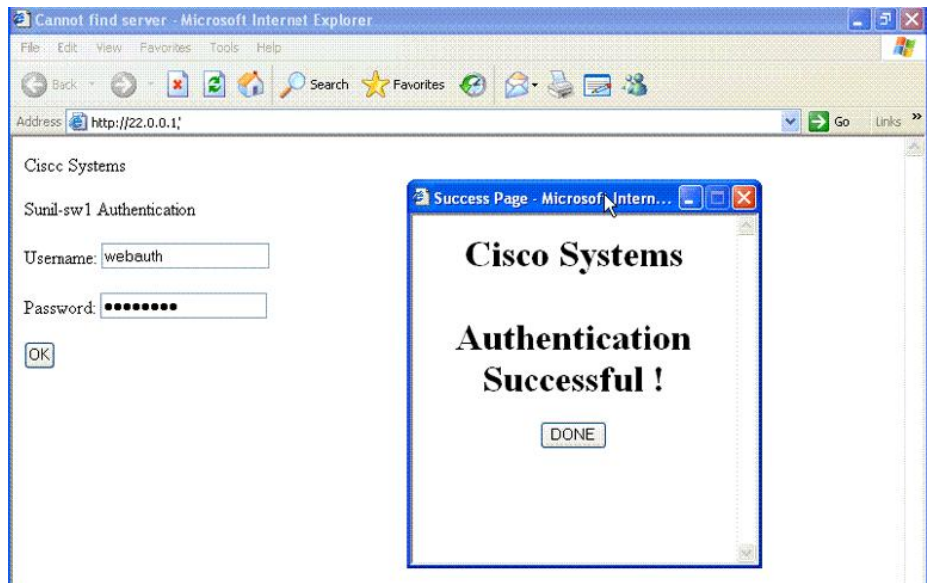 Cannot find server - Microsoft Internet Explorer
File Edit View Favorites Tools Help
Back Search Favorites
Address http://22.0.0.1/ Go Links »
Cisco Systems
Sunil-sw1 Authentication
Username: webauth
Password: ●●●●●●●●
OK
Success Page - Microsoft Intern...
Cisco Systems
Authentication
Successful !
DONE